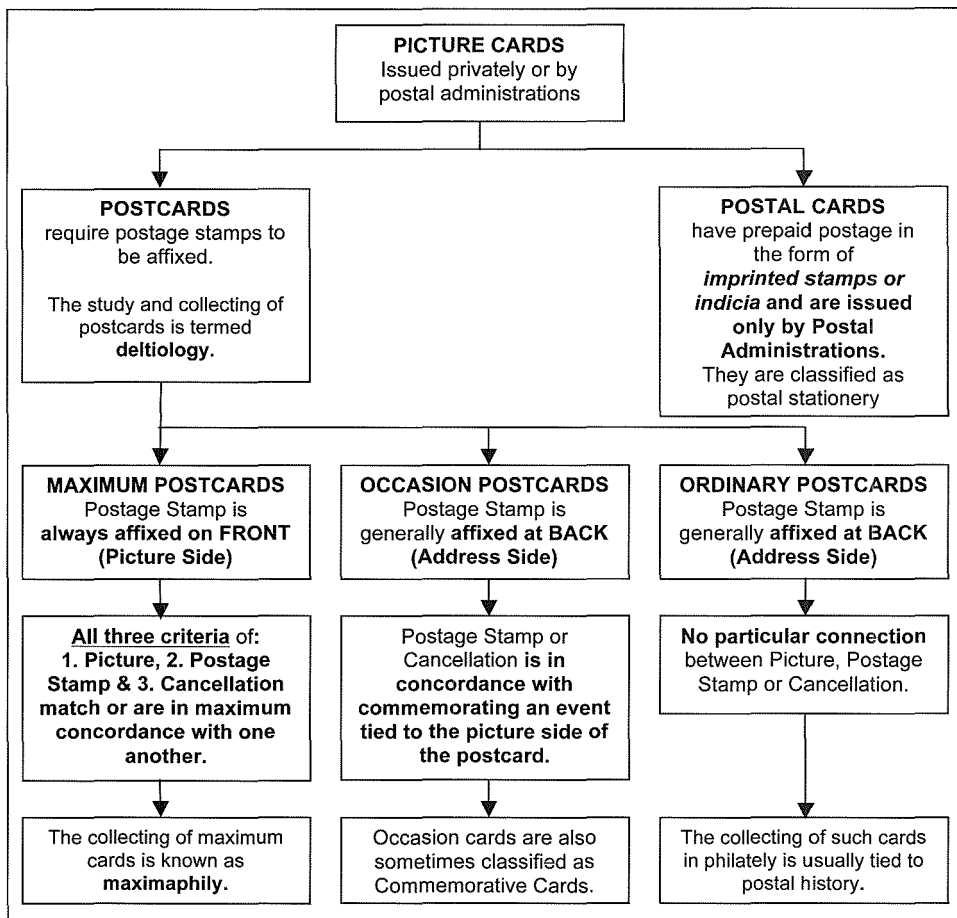 PICTURE CARDS
Issued privately or by
postal administrations
POSTCARDS
require postage stamps to
be affixed.
The study and collecting of
postcards is termed
deltiology.
POSTAL CARDS
have prepaid postage in
the form of
imprinted stamps or
indicia and are issued
only by Postal
Administrations.
They are classified as
postal stationery
MAXIMUM POSTCARDS
Postage Stamp is
always affixed on FRONT
(Picture Side)
OCCASION POSTCARDS
Postage Stamp is
generally affixed at BACK
(Address Side)
ORDINARY POSTCARDS
Postage Stamp is
generally affixed at BACK
(Address Side)
All three criteria of:
1. Picture, 2. Postage
Stamp & 3. Cancellation
match or are in maximum
concordance with one
another.
Postage Stamp or
Cancellation is in
concordance with
commemorating an event
tied to the picture side of
the postcard.
No particular connection
between Picture, Postage
Stamp or Cancellation.
The collecting of maximum
cards is known as
maximaphily.
Occasion cards are also
sometimes classified as
Commemorative Cards.
The collecting of such cards
in philately is usually tied to
postal history.